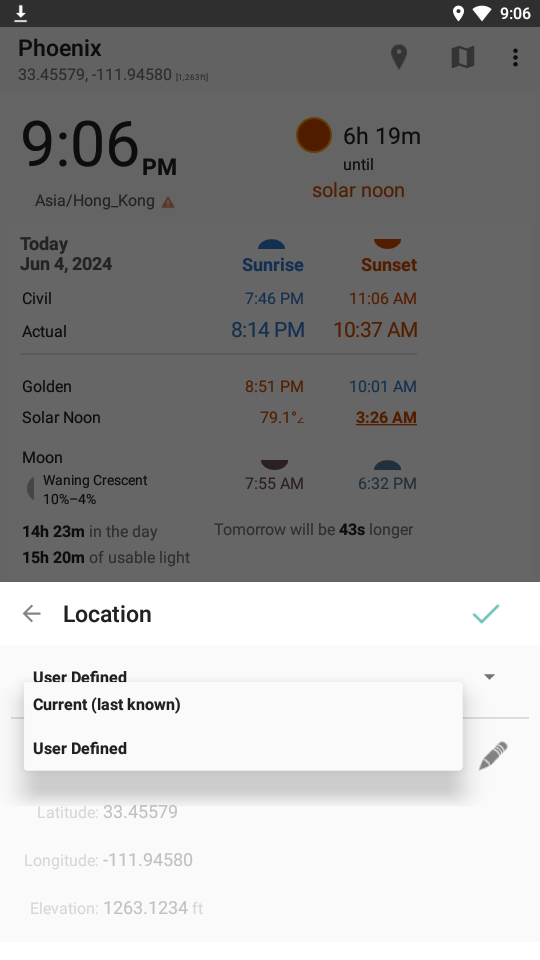 9:06
Phoenix
33.45579, -111.94580 [1,263ft]
9:06 PM
6h 19m
until
solar noon
Asia/Hong_Kong
Today
Jun 4, 2024
Sunrise
Sunset
Civil 7:46 PM 11:06 AM
Actual 8:14 PM 10:37 AM
Golden 8:51 PM 10:01 AM
Solar Noon 79.1°∠ 3:26 AM
Moon
Waning Crescent
10%–4%
7:55 AM 6:32 PM
14h 23m in the day
Tomorrow will be 43s longer
15h 20m of usable light
Location
User Defined
Current (last known)
User Defined
Latitude: 33.45579
Longitude: -111.94580
Elevation: 1263.1234 ft